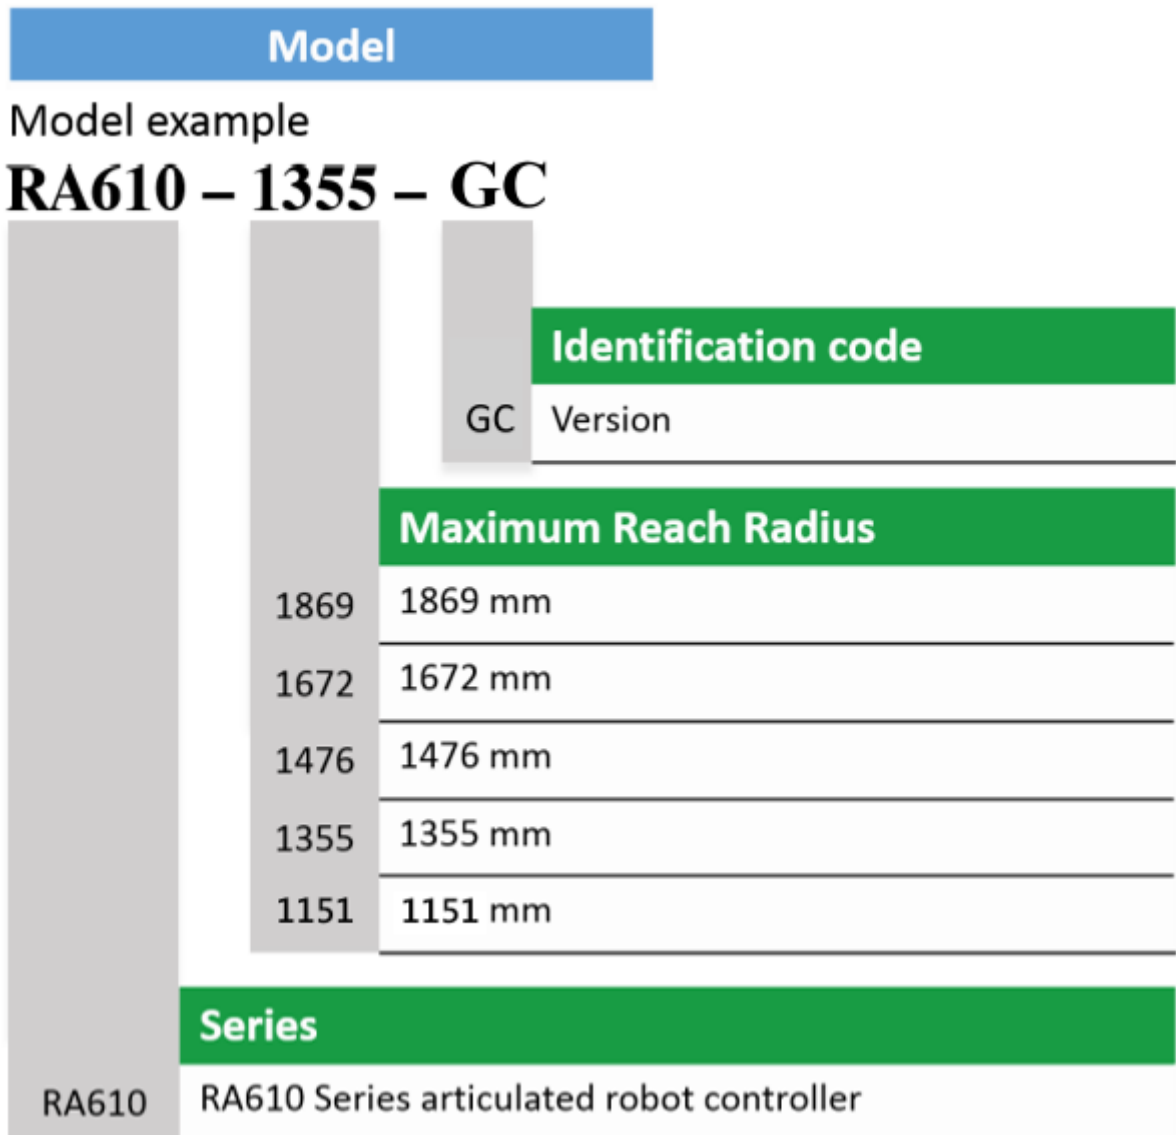 Model
Model example
RA610 – 1355 – GC
Identification code
GC Version
Maximum Reach Radius
1869 1869 mm
1672 1672 mm
1476 1476 mm
1355 1355 mm
1151 1151 mm
Series
RA610 RA610 Series articulated robot controller